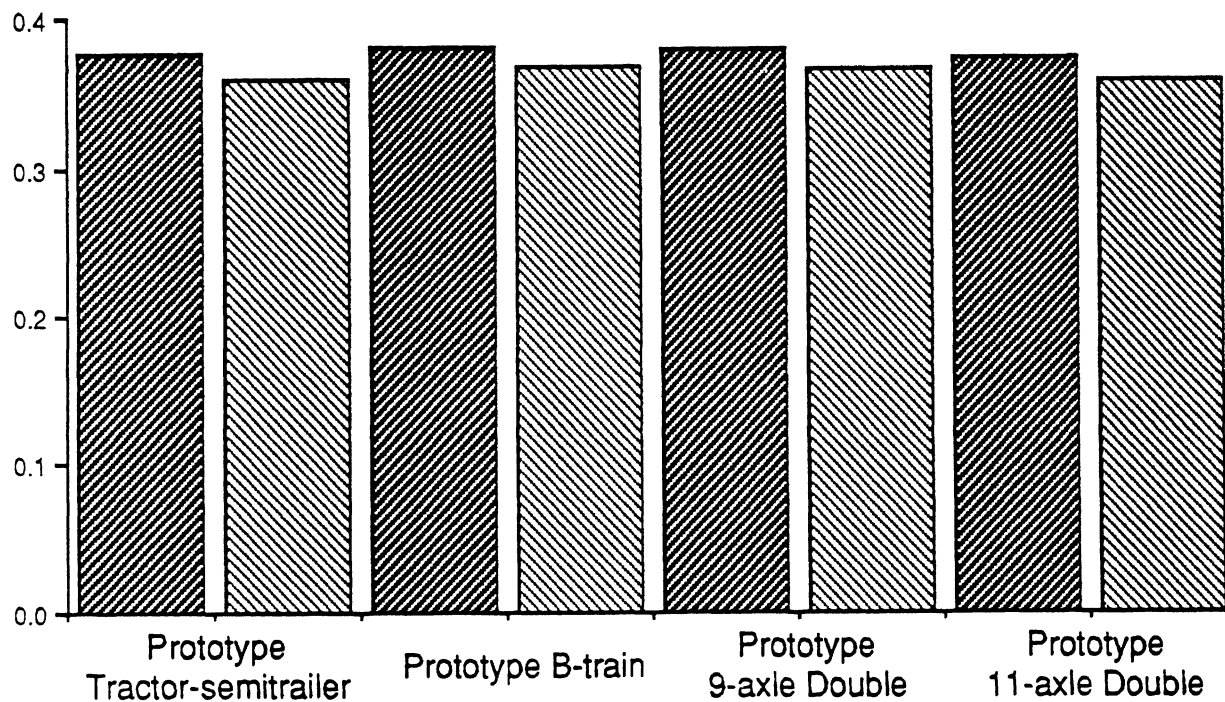 0.4
0.3
0.2
0.1
0.0
Prototype
Tractor-semitrailer
Prototype B-train
Prototype
9-axle Double
Prototype
11-axle Double